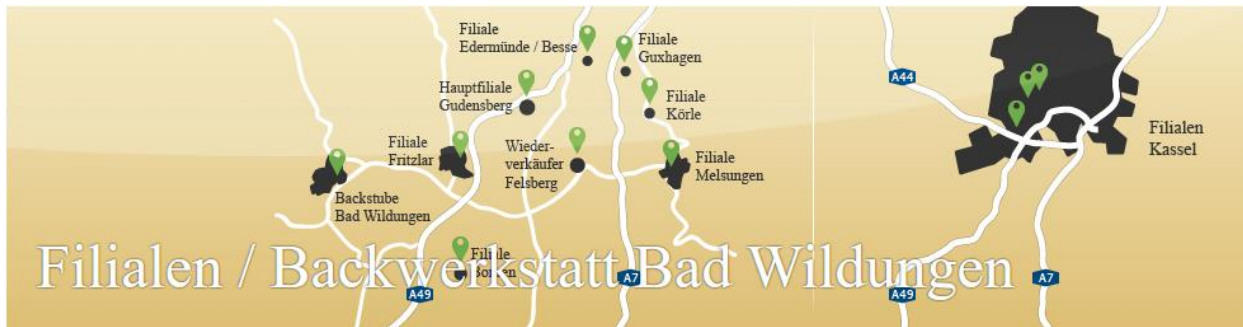 Filiale
Edermünde / Besse
Filiale
Guxhagen
Hauptfiliale
Gudensberg
Filiale
Körle
Filiale
Fritzlar
Wieder-
verkäufer
Felsberg
Filiale
Melsungen
Backstube
Bad Wildungen
Filiale
A49
A7
A44
Filialen
Kassel
A49
A7
Filialen / Backwerkstatt Bad Wildungen